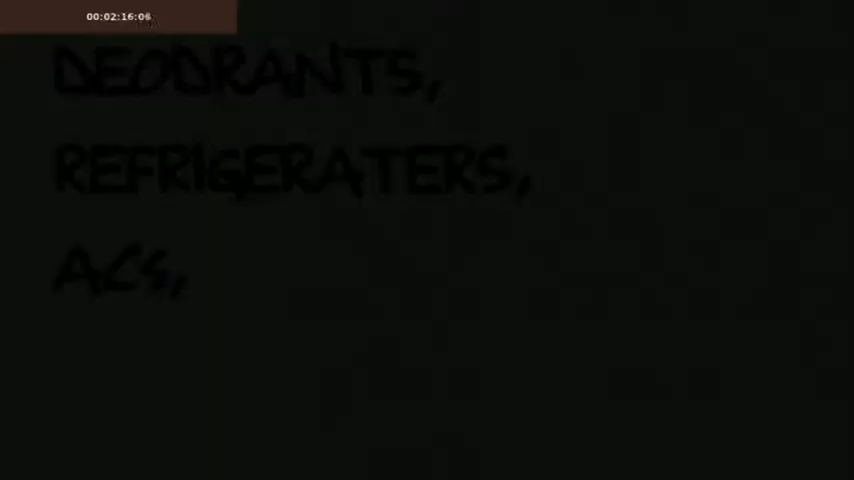 00:02:16:06
DEODRANTS,
REFRIGERATERS,
ACs,